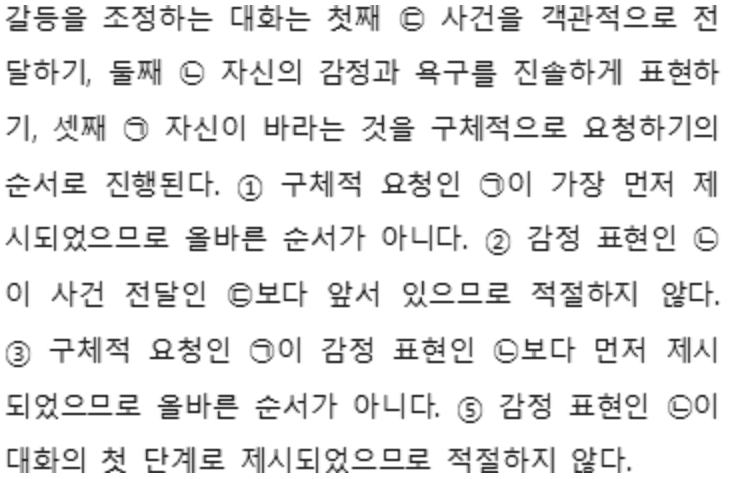 갈등을 조정하는 대화는 첫째 ㉢ 사건을 객관적으로 전
달하기, 둘째 ㉡ 자신의 감정과 욕구를 진솔하게 표현하
기, 셋째 ㉠ 자신이 바라는 것을 구체적으로 요청하기의
순서로 진행된다. ① 구체적 요청인 ㉠이 가장 먼저 제
시되었으므로 올바른 순서가 아니다. ② 감정 표현인 ㉡
이 사건 전달인 ㉢보다 앞서 있으므로 적절하지 않다.
③ 구체적 요청인 ㉠이 감정 표현인 ㉡보다 먼저 제시
되었으므로 올바른 순서가 아니다. ⑤ 감정 표현인 ㉡이
대화의 첫 단계로 제시되었으므로 적절하지 않다.